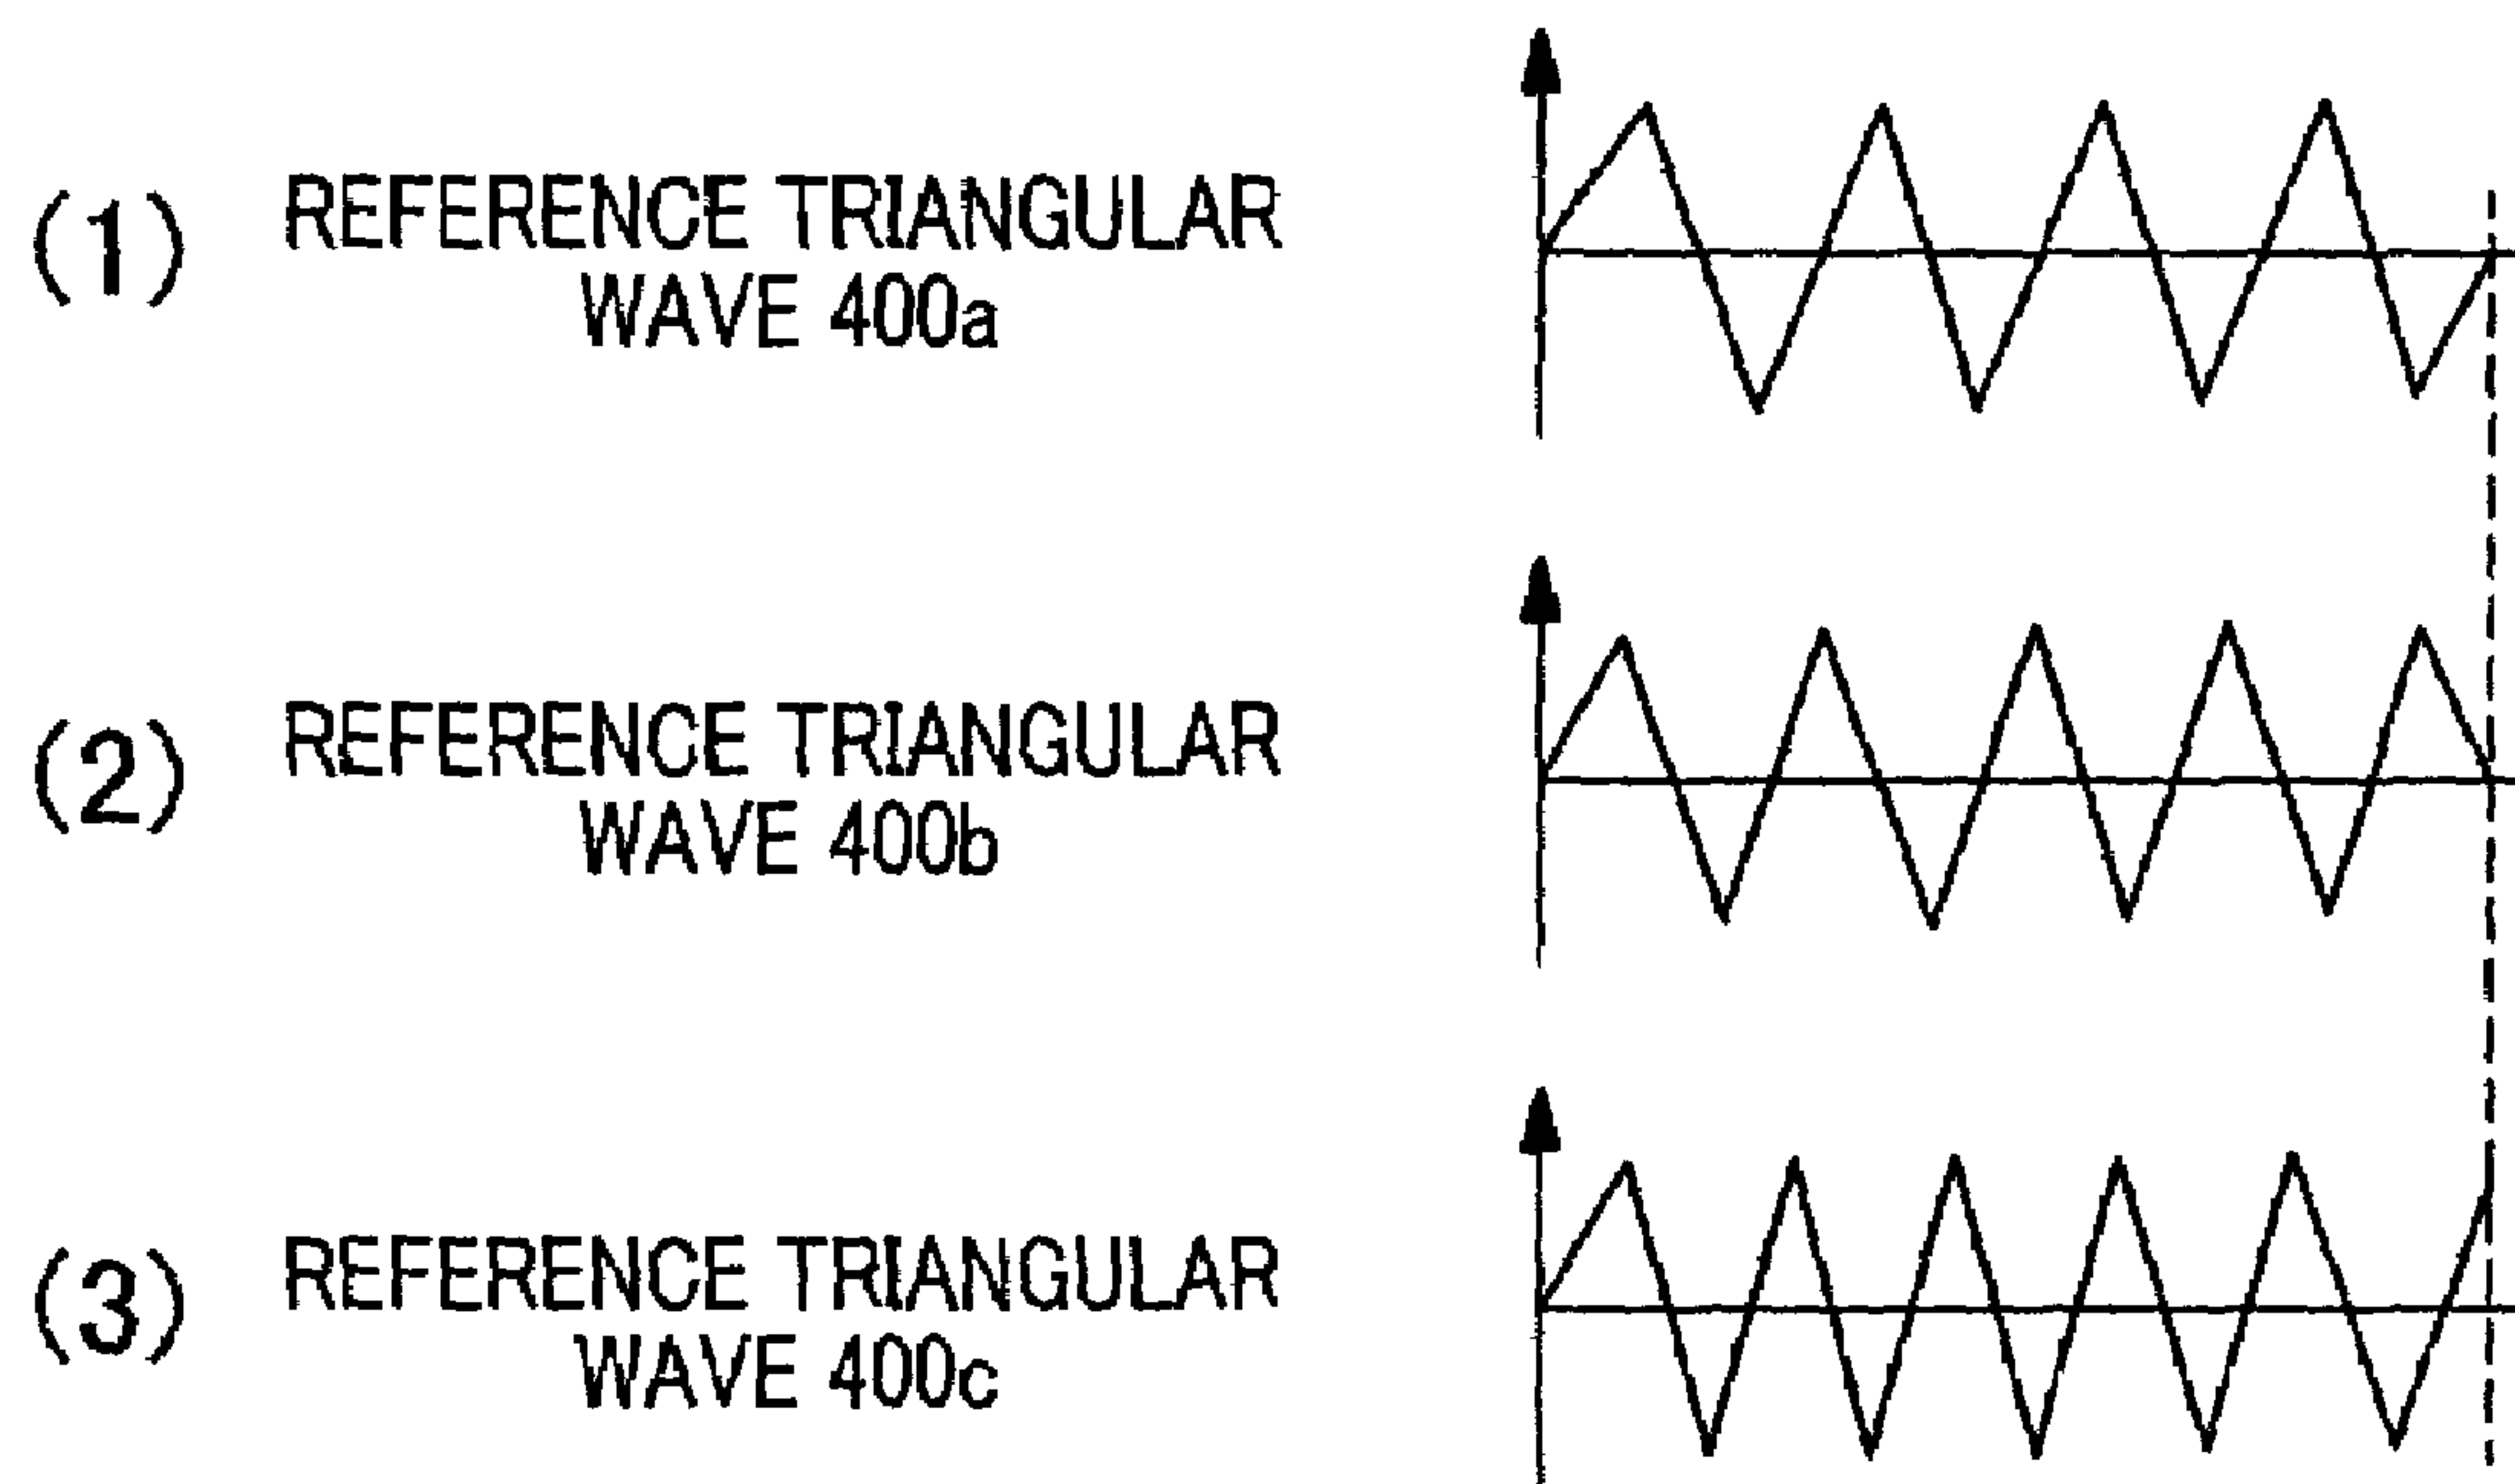 (1) REFERENCE TRIANGULAR
WAVE 400a
(2) REFERENCE TRIANGULAR
WAVE 400b
(3) REFERENCE TRIANGULAR
WAVE 400c